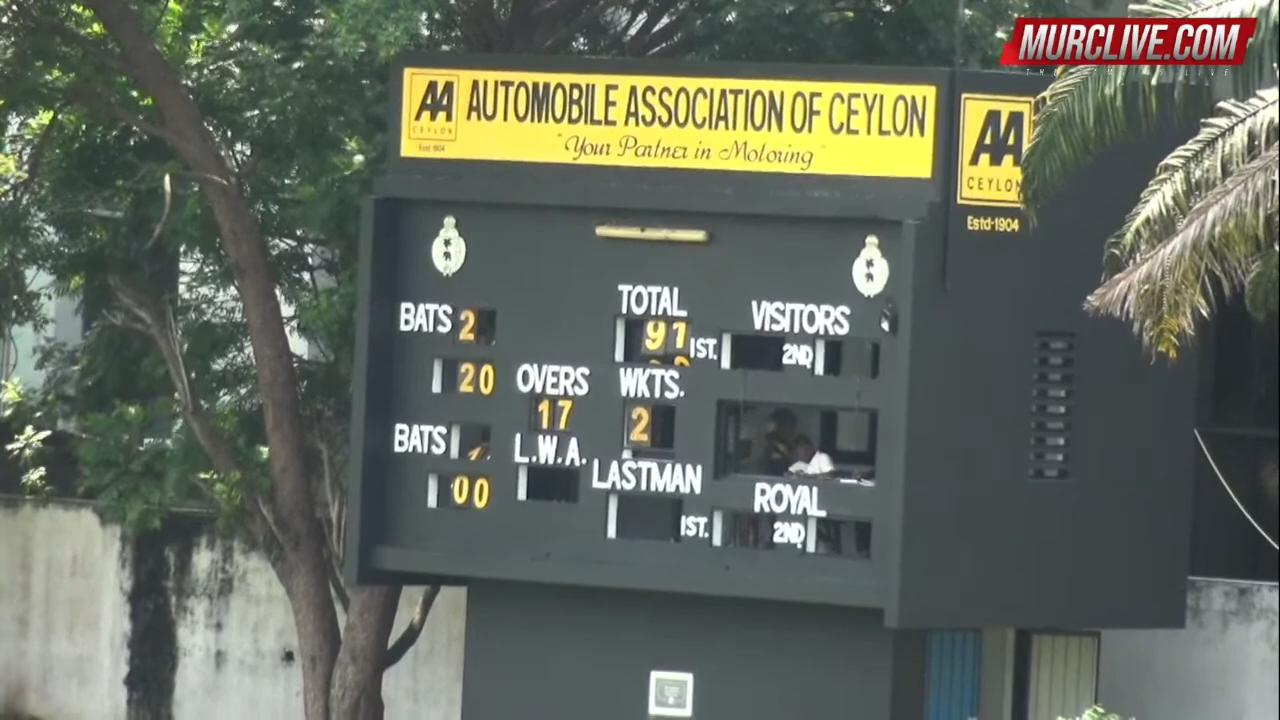 MURCLIVE.COM
AA
CEYLON
Estd 1904
AUTOMOBILE ASSOCIATION OF CEYLON
"Your Partner in Motoring"
AA
CEYLON
Estd-1904
TOTAL
VISITORS
BATS 2
91
1ST.
2ND.
20
OVERS
WKTS.
17
2
BATS
L.W.A.
LASTMAN
00
ROYAL
1ST.
2ND.